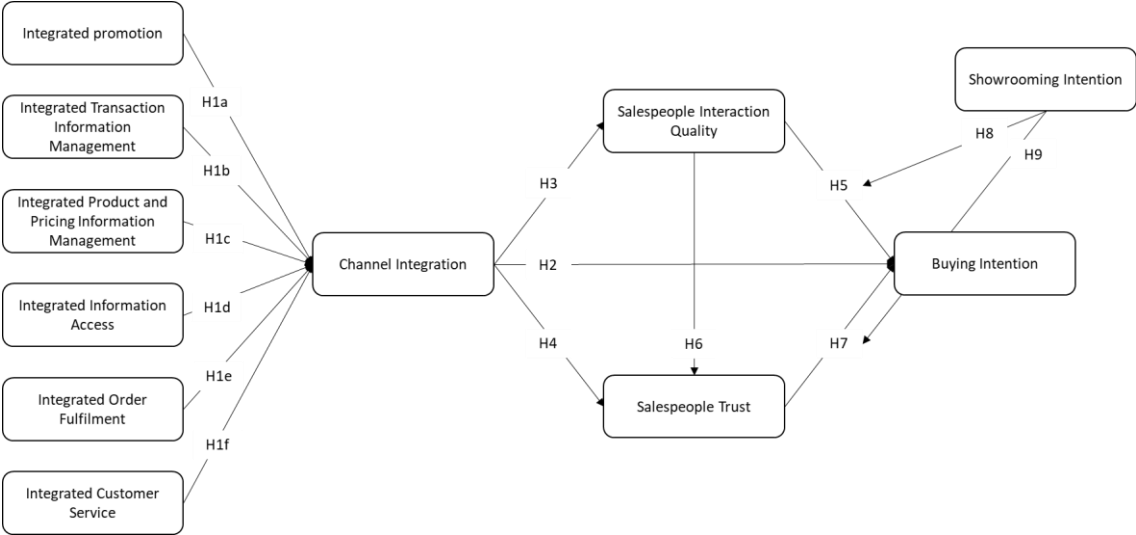 Integrated promotion
H1a
Integrated Transaction
Information
Management
H1b
Integrated Product and
Pricing Information
Management
H1c
Integrated Information
Access
H1d
Integrated Order
Fulfilment
H1e
Integrated Customer
Service
H1f
Channel Integration
H3
H2
H4
Salespeople Interaction
Quality
H6
Salespeople Trust
H5
H7
Showrooming Intention
H8
H9
Buying Intention